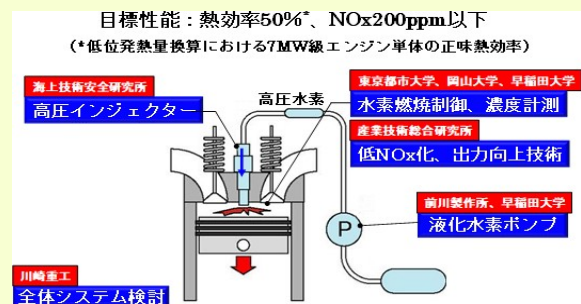 目標性能：熱効率50％*、NOx200ppm以下
（*低位発熱量換算における7MW級エンジン単体の正味熱効率）
海上技術安全研究所
高圧インジェクター
高圧水素
東京都市大学、岡山大学、早稲田大学
水素燃焼制御、濃度計測
産業技術総合研究所
低NOx化、出力向上技術
前川製作所、早稲田大学
液化水素ポンプ
P
川崎重工
全体システム検討